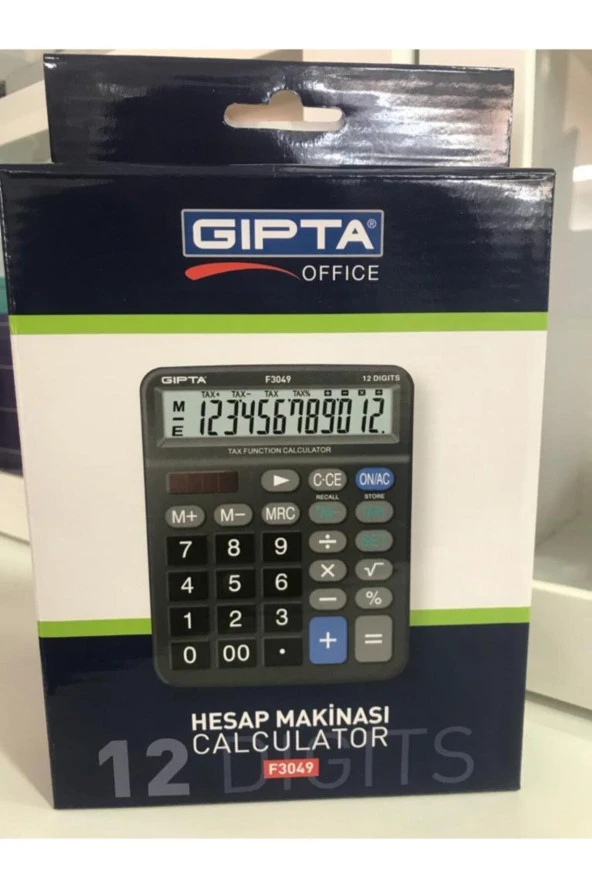 GIPTA®
OFFICE
GIPTA F3049 12 DIGITS
TAX+ TAX- TAX TAX% + - × =
M 123456789012.
E
TAX FUNCTION CALCULATOR
▶ C·CE ON/AC
RECALL STORE
M+ M− MRC
7 8 9 ÷
4 5 6 × √
1 2 3 − %
0 00 . + =
HESAP MAKİNASI
CALCULATOR
12 DIGITS
F3049